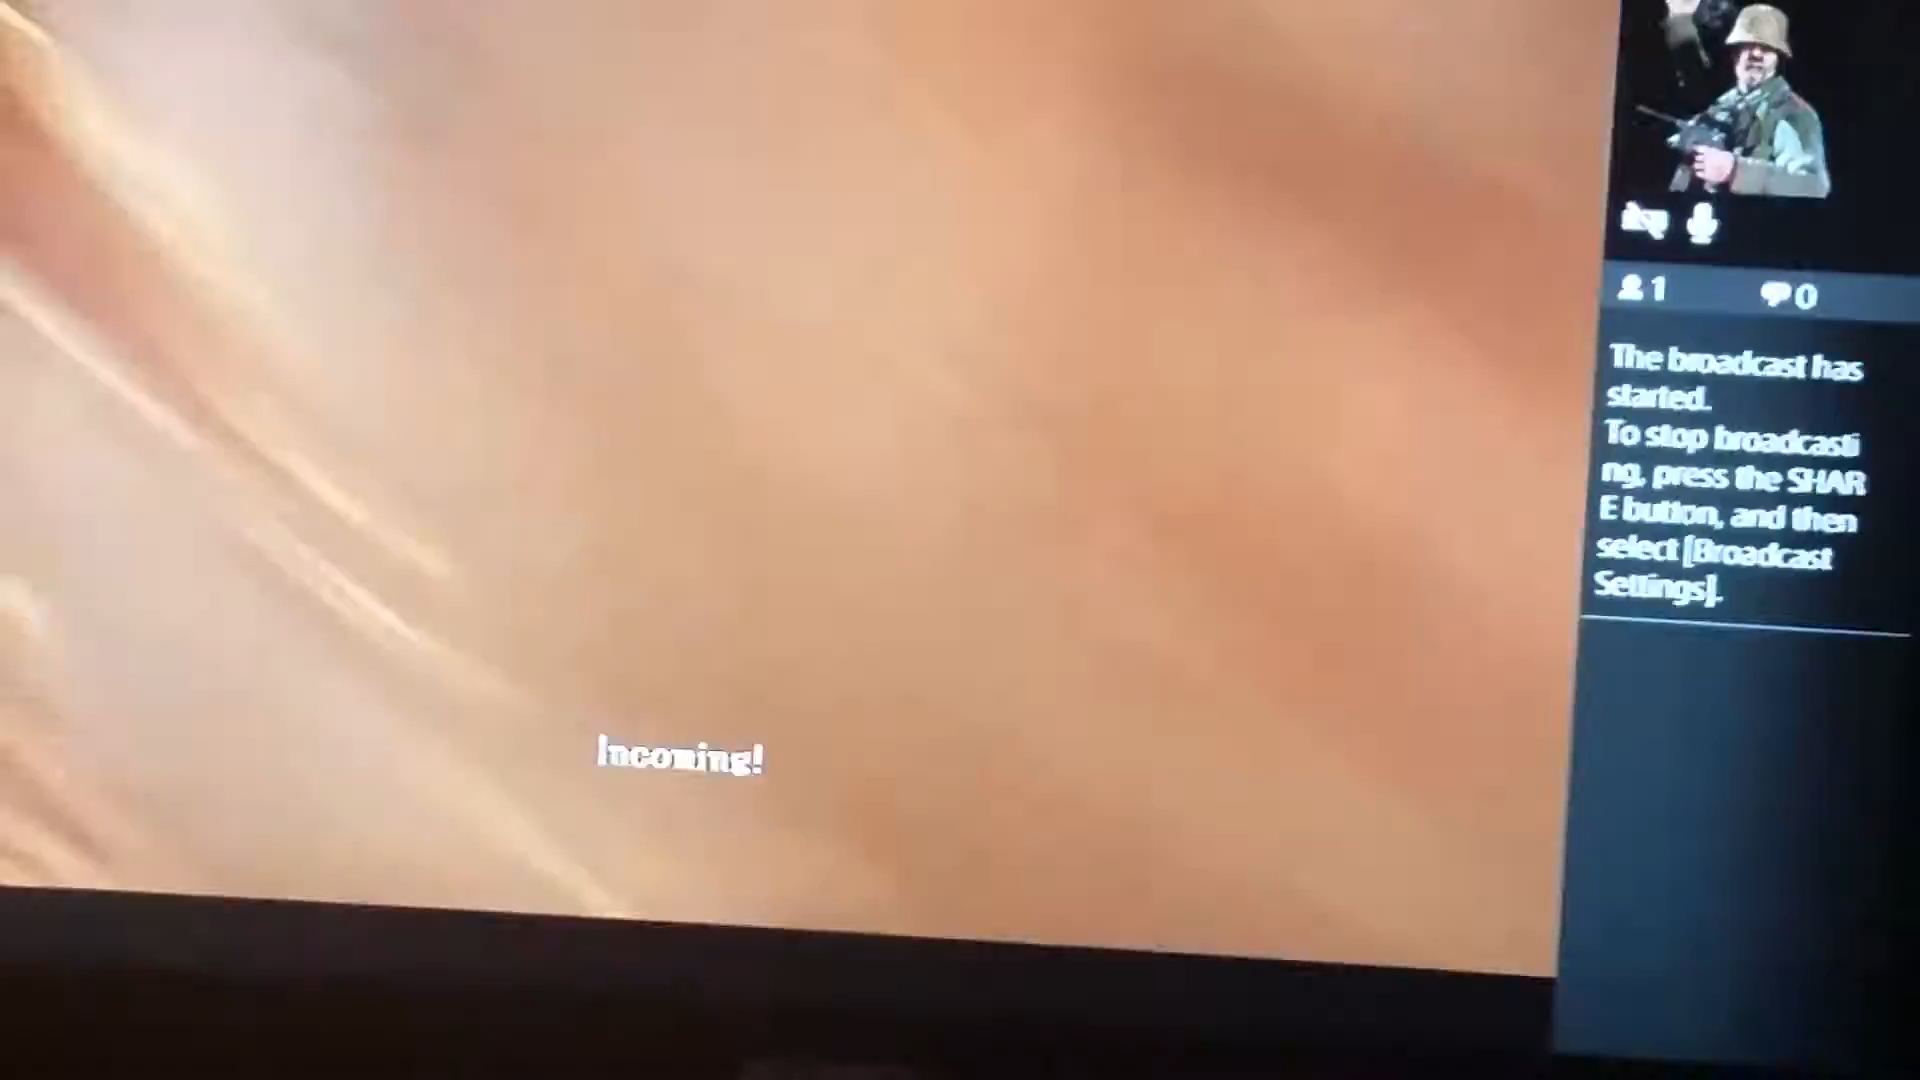 1
0
The broadcast has
started.
To stop broadcasti
ng, press the SHAR
E button, and then
select [Broadcast
Settings].
Incoming!